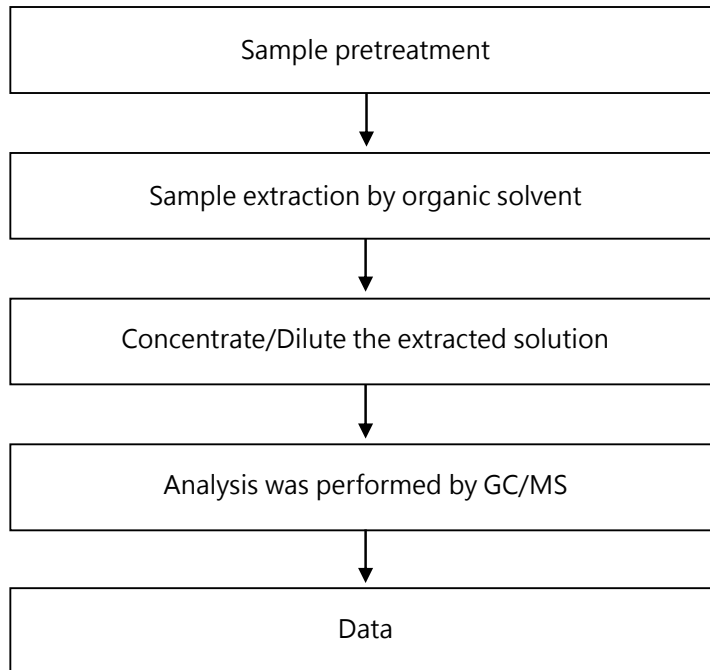 Sample pretreatment
Sample extraction by organic solvent
Concentrate/Dilute the extracted solution
Analysis was performed by GC/MS
Data